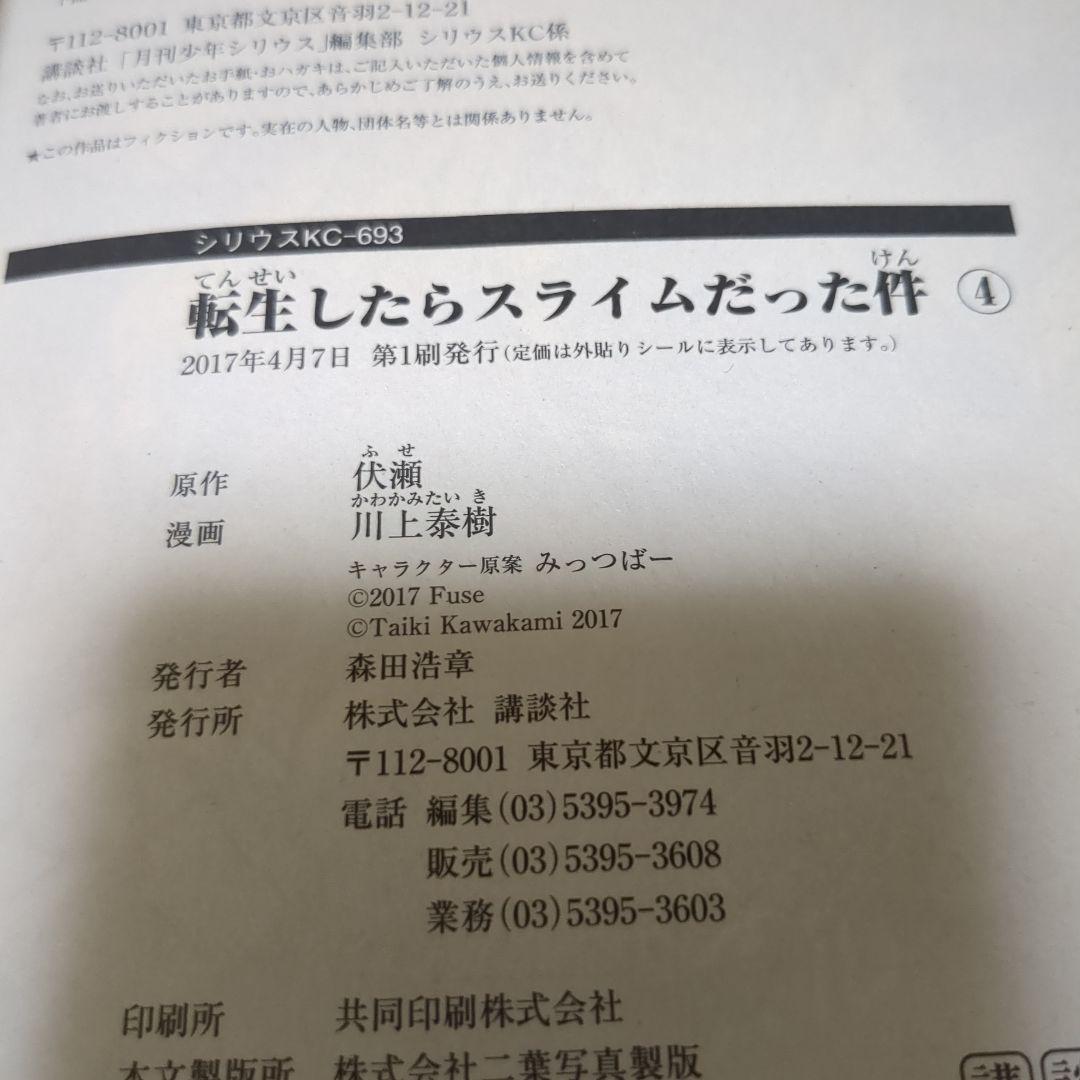 〒112-8001 東京都文京区音羽2-12-21
講談社「月刊少年シリウス」編集部 シリウスKC係
なお、お送りいただいたお手紙・おハガキは、ご記入いただいた個人情報を含めて
著者にお渡しすることがありますので、あらかじめご了解のうえ、お送りください。
★この作品はフィクションです。実在の人物、団体名等とは関係ありません。
シリウスKC-693
てんせい けん
転生したらスライムだった件 ④
2017年4月7日 第1刷発行(定価は外貼りシールに表示してあります。)
ふせ
原作 伏瀬
かわかみたいき
漫画 川上泰樹
キャラクター原案 みっつばー
©2017 Fuse
©Taiki Kawakami 2017
発行者 森田浩章
発行所 株式会社 講談社
〒112-8001 東京都文京区音羽2-12-21
電話 編集(03)5395-3974
販売(03)5395-3608
業務(03)5395-3603
印刷所 共同印刷株式会社
本文製版所 株式会社二葉写真製版